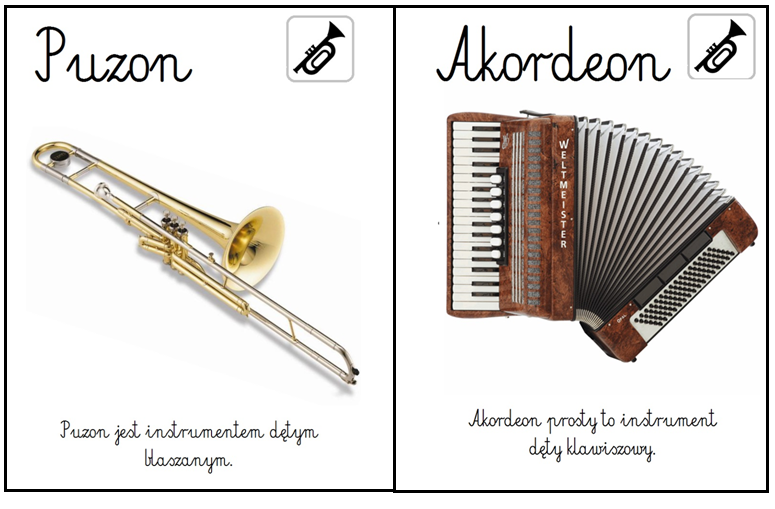 Puzon
Puzon jest instrumentem dętym
blaszanym.
Akordeon
WELTMEISTER
Akordeon prosty to instrument
dęty klawiszowy.